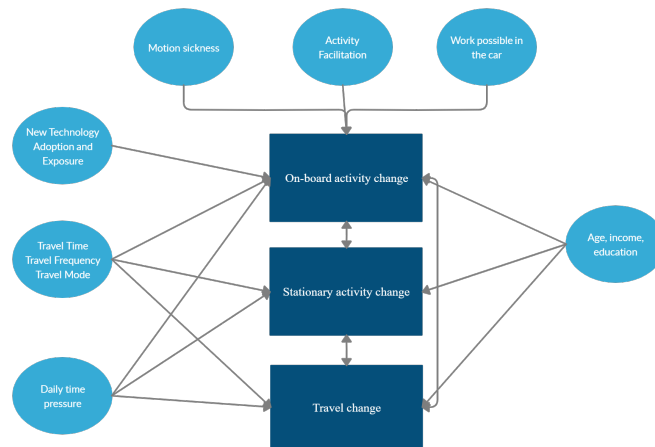 Motion sickness
Activity
Facilitation
Work possible in
the car
New Technology
Adoption and
Exposure
On-board activity change
Travel Time
Travel Frequency
Travel Mode
Age, income,
education
Stationary activity change
Daily time
pressure
Travel change